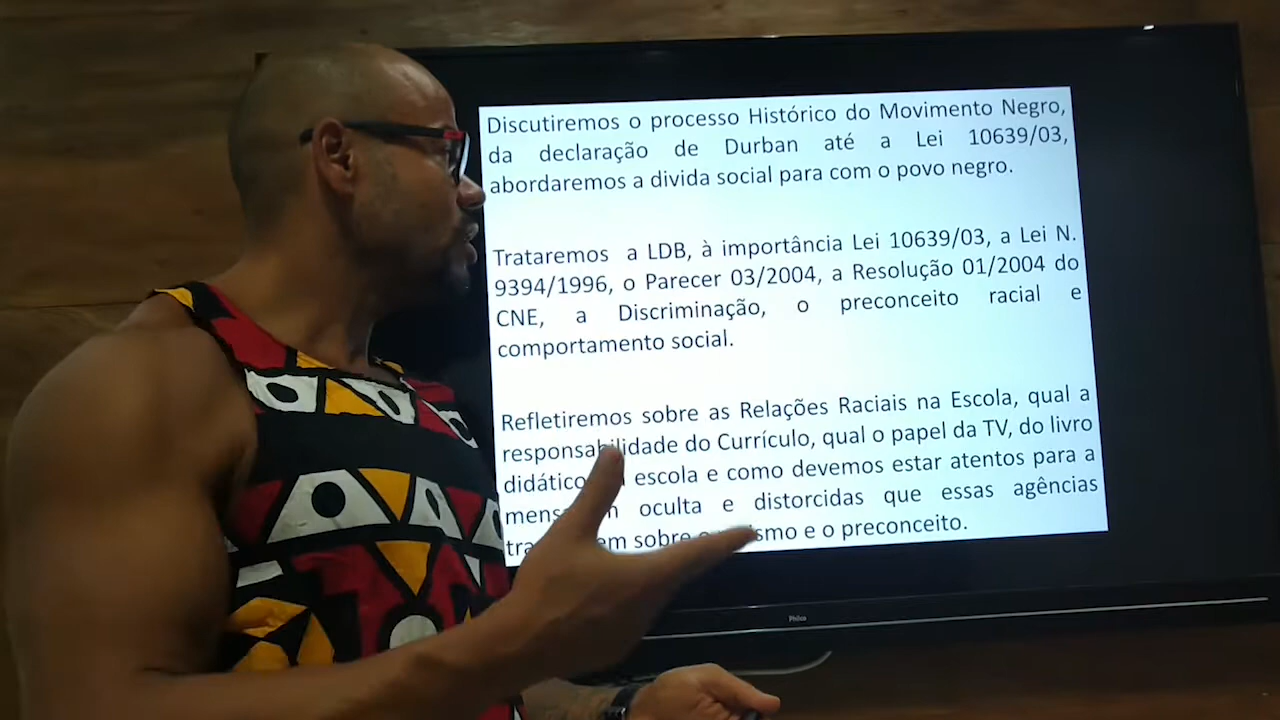 Discutiremos o processo Histórico do Movimento Negro,
da declaração de Durban até a Lei 10639/03,
abordaremos a divida social para com o povo negro.
Trataremos a LDB, à importância Lei 10639/03, a Lei N.
9394/1996, o Parecer 03/2004, a Resolução 01/2004 do
CNE, a Discriminação, o preconceito racial e
comportamento social.
Refletiremos sobre as Relações Raciais na Escola, qual a
responsabilidade do Currículo, qual o papel da TV, do livro
didático escola e como devemos estar atentos para a
oculta e distorcidas que essas agências
sobre e o preconceito.
Philco